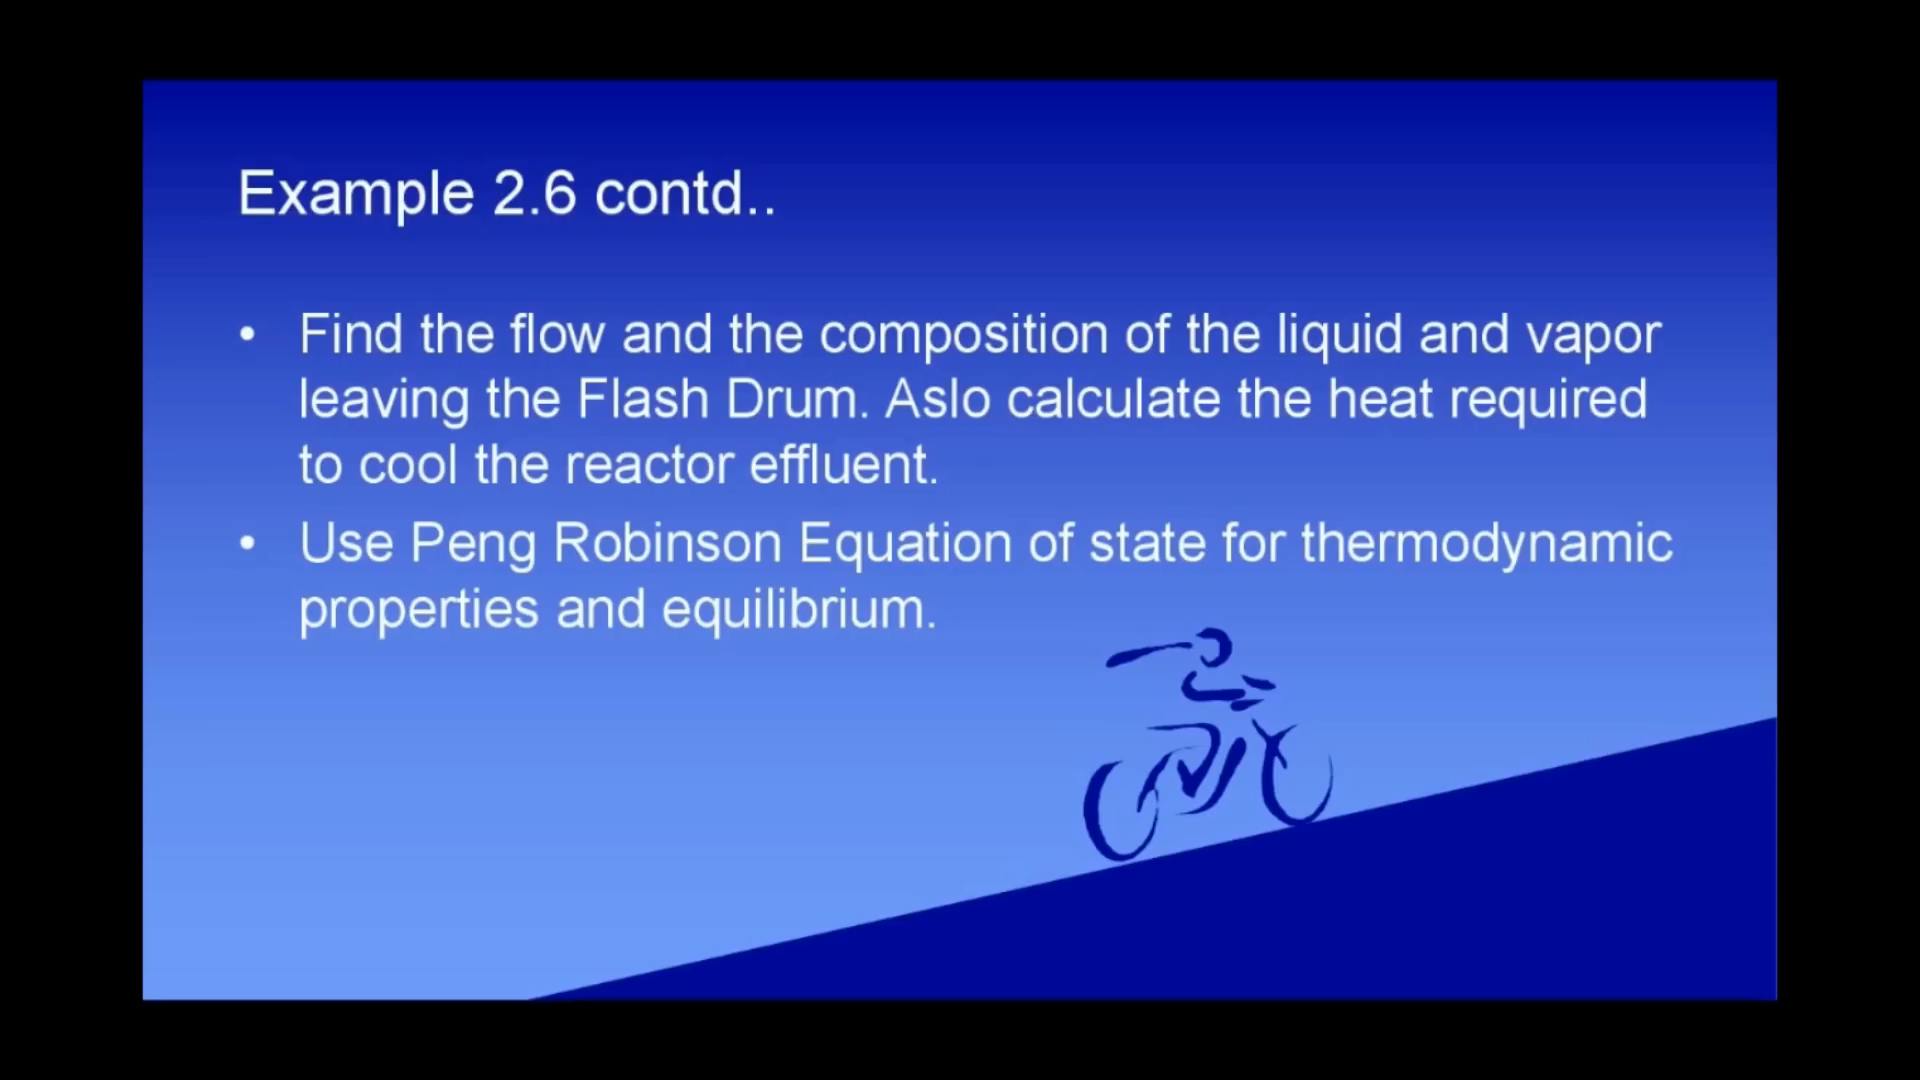 Example 2.6 contd..
• Find the flow and the composition of the liquid and vapor
leaving the Flash Drum. Aslo calculate the heat required
to cool the reactor effluent.
• Use Peng Robinson Equation of state for thermodynamic
properties and equilibrium.